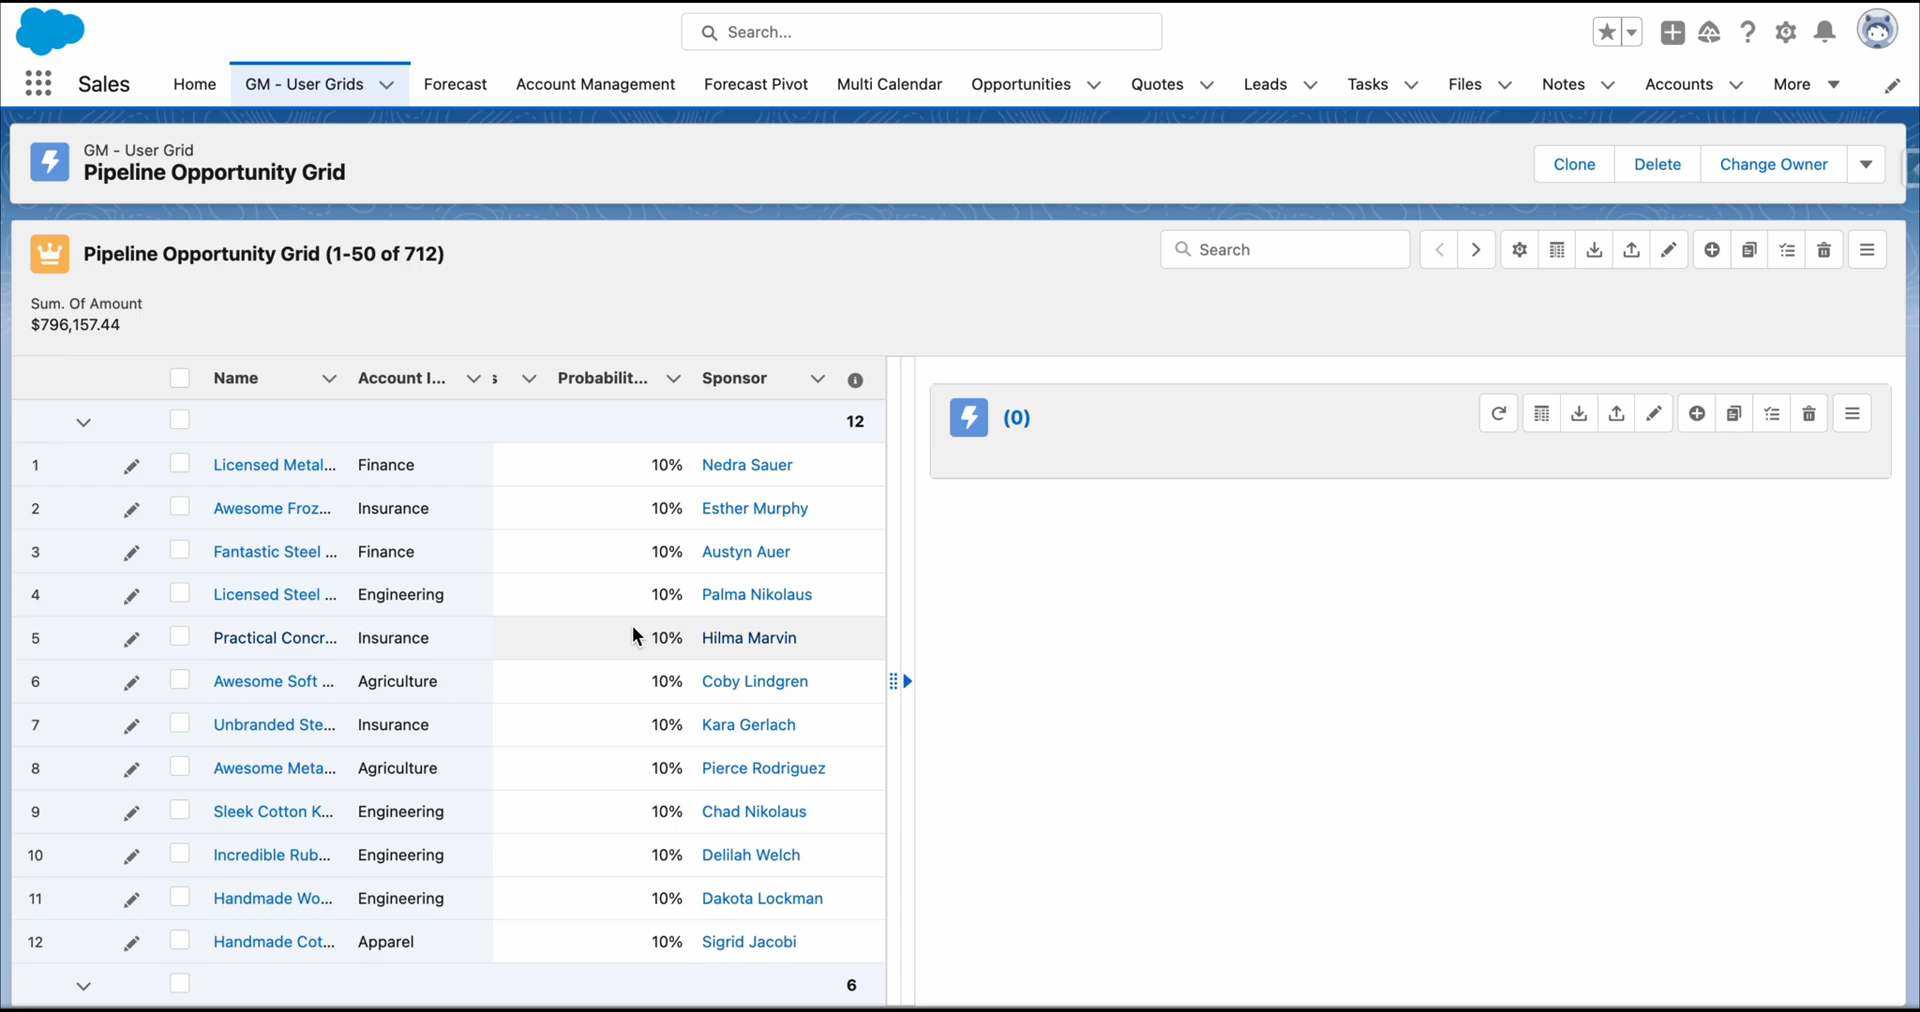 Search...
Sales
Home
GM - User Grids
Forecast
Account Management
Forecast Pivot
Multi Calendar
Opportunities
Quotes
Leads
Tasks
Files
Notes
Accounts
More
GM - User Grid
Pipeline Opportunity Grid
Clone
Delete
Change Owner
Pipeline Opportunity Grid (1-50 of 712)
Search
Sum. Of Amount
$796,157.44
Name Account I... s Probabilit... Sponsor
12
1 Licensed Metal... Finance 10% Nedra Sauer
2 Awesome Froz... Insurance 10% Esther Murphy
3 Fantastic Steel ... Finance 10% Austyn Auer
4 Licensed Steel ... Engineering 10% Palma Nikolaus
5 Practical Concr... Insurance 10% Hilma Marvin
6 Awesome Soft ... Agriculture 10% Coby Lindgren
7 Unbranded Ste... Insurance 10% Kara Gerlach
8 Awesome Meta... Agriculture 10% Pierce Rodriguez
9 Sleek Cotton K... Engineering 10% Chad Nikolaus
10 Incredible Rub... Engineering 10% Delilah Welch
11 Handmade Wo... Engineering 10% Dakota Lockman
12 Handmade Cot... Apparel 10% Sigrid Jacobi
6
(0)